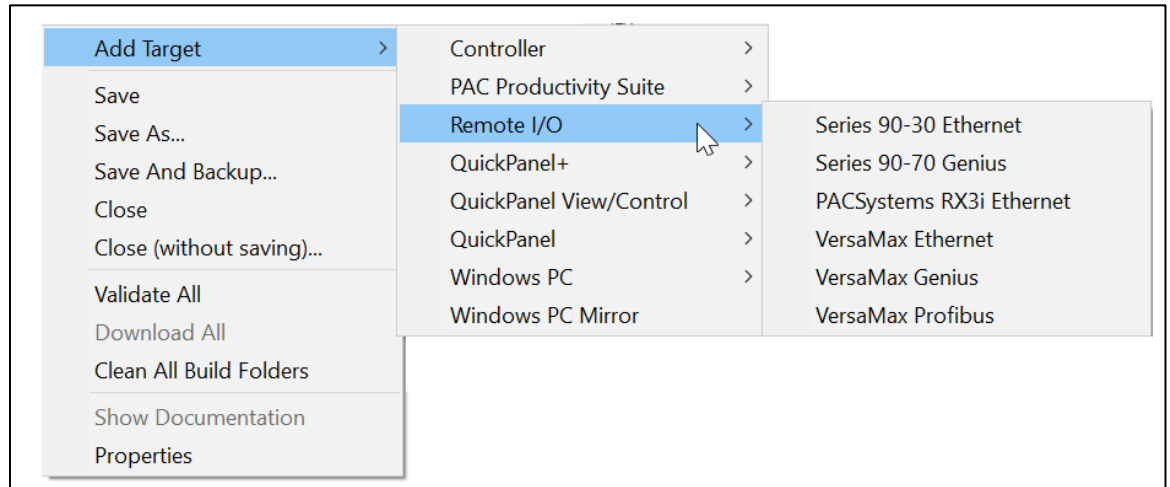 Add Target
Save
Save As...
Save And Backup...
Close
Close (without saving)...
Validate All
Download All
Clean All Build Folders
Show Documentation
Properties
Controller
PAC Productivity Suite
Remote I/O
QuickPanel+
QuickPanel View/Control
QuickPanel
Windows PC
Windows PC Mirror
Series 90-30 Ethernet
Series 90-70 Genius
PACSystems RX3i Ethernet
VersaMax Ethernet
VersaMax Genius
VersaMax Profibus